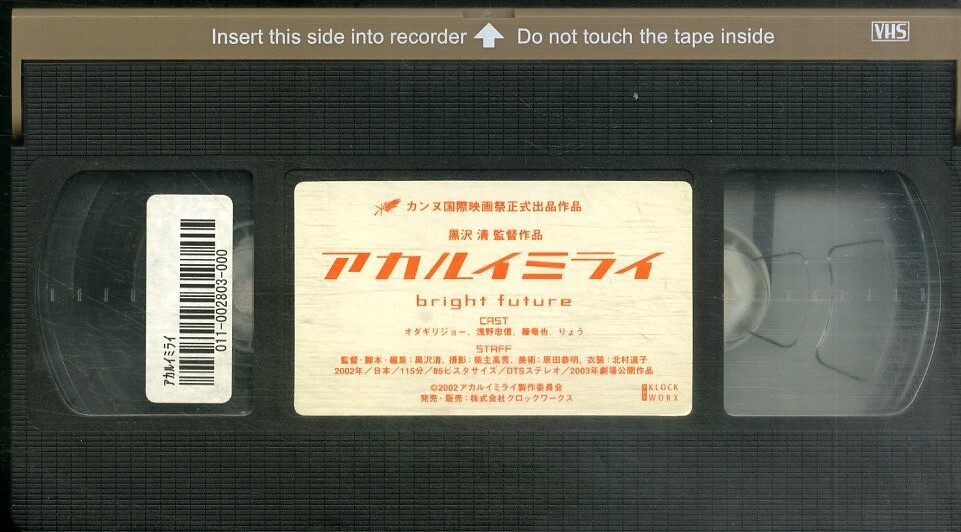 Insert this side into recorder Do not touch the tape inside
VHS
アカルイミライ
011-002803-000
カンヌ国際映画祭正式出品作品
黒沢 清 監督作品
アカルイミライ
bright future
CAST
オダギリジョー、浅野忠信、藤竜也、りょう
STAFF
監督・脚本・編集：黒沢清、撮影：柴主高秀、美術：原田恭明、衣装：北村道子
2002年／日本／115分／85ビスタサイズ／DTSステレオ／2003年劇場公開作品
©2002 アカルイミライ製作委員会
発売・販売：株式会社クロックワークス
THE KLOCK WORX